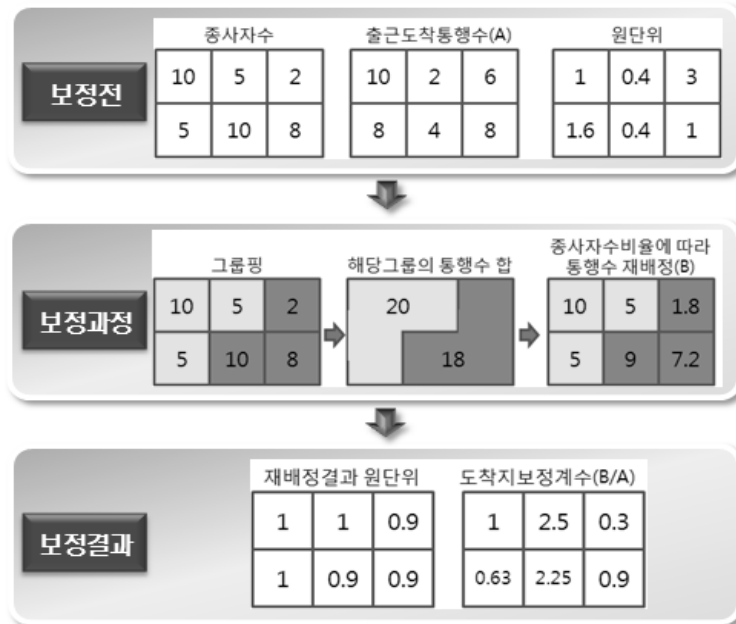 종사자수 출근도착통행수(A) 원단위
보정전
10 5 2 10 2 6 1 0.4 3
5 10 8 8 4 8 1.6 0.4 1
종사자수비율에 따라
그룹핑 해당그룹의 통행수 합 통행수 재배정(B)
보정과정
10 5 2 20 10 5 1.8
5 10 8 18 5 9 7.2
재배정결과 원단위 도착지보정계수(B/A)
보정결과
1 1 0.9 1 2.5 0.3
1 0.9 0.9 0.63 2.25 0.9